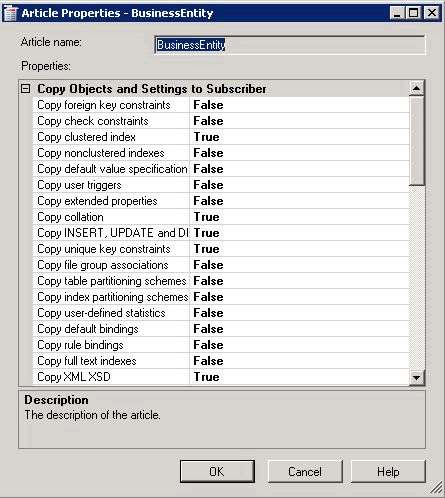 Article Properties - BusinessEntity
Article name: BusinessEntity
Properties:
Copy Objects and Settings to Subscriber
Copy foreign key constraints False
Copy check constraints False
Copy clustered index True
Copy nonclustered indexes False
Copy default value specification False
Copy user triggers False
Copy extended properties False
Copy collation True
Copy INSERT, UPDATE and DI True
Copy unique key constraints True
Copy file group associations False
Copy table partitioning schemes False
Copy index partitioning schemes False
Copy user-defined statistics False
Copy default bindings False
Copy rule bindings False
Copy full text indexes False
Copy XML XSD True
Description
The description of the article.
OK Cancel Help